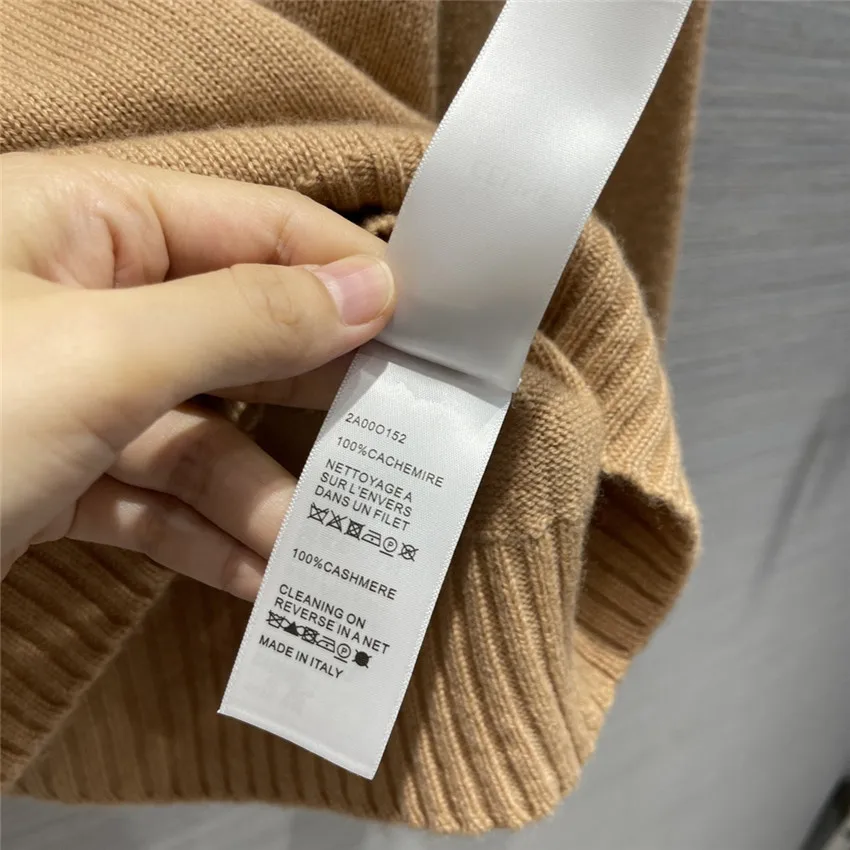 2A00O152
100%CACHEMIRE
NETTOYAGE A
SUR L'ENVERS
DANS UN FILET
P
100%CASHMERE
CLEANING ON
REVERSE IN A NET
P
MADE IN ITALY